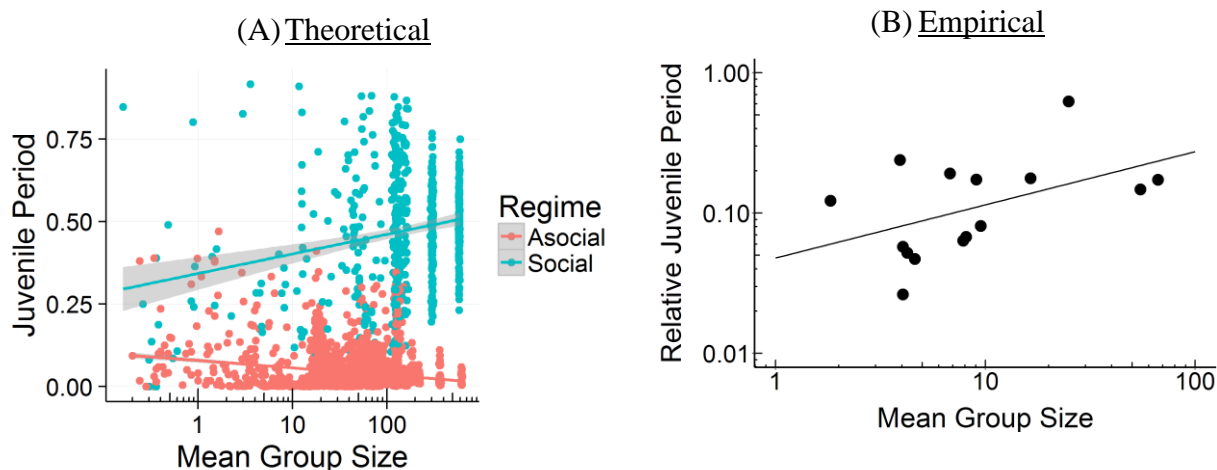 (A) Theoretical
Juvenile Period
0.75
0.50
0.25
0.00
1
10
100
Mean Group Size
Regime
Asocial
Social
(B) Empirical
Relative Juvenile Period
1.00
0.10
0.01
1
10
100
Mean Group Size